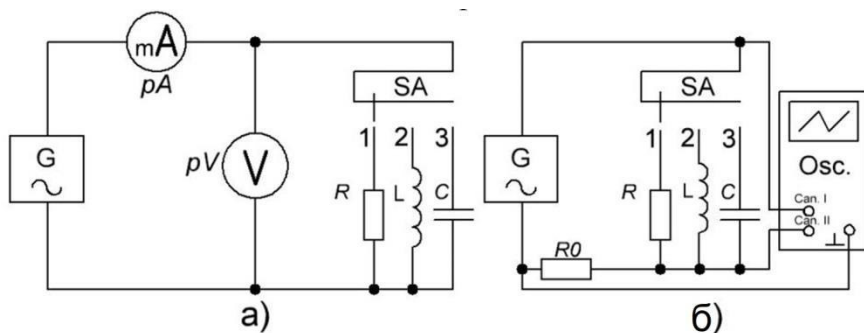 mA
pA
G
V
pV
SA
1 2 3
R L C
а)
G
SA
1 2 3
R L C
R0
Osc.
Can. I
Can. II
б)